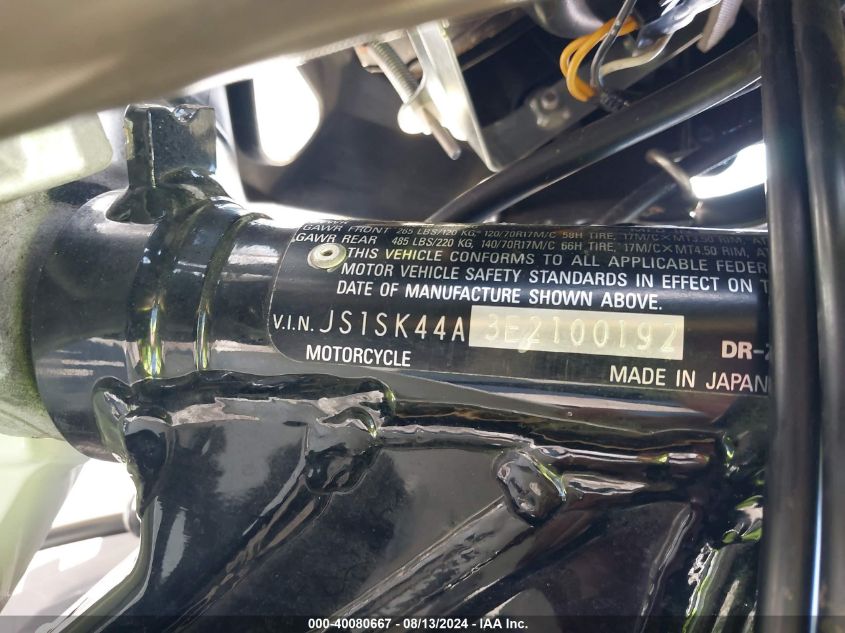 GAWR FRONT 265 LBS/120 KG, 120/70R17M/C 58H TIRE, 17M/C×MT3.50 RIM, AT
GAWR REAR 485 LBS/220 KG, 140/70R17M/C 66H TIRE, 17M/C×MT4.50 RIM, AT
THIS VEHICLE CONFORMS TO ALL APPLICABLE FEDER
MOTOR VEHICLE SAFETY STANDARDS IN EFFECT ON T
DATE OF MANUFACTURE SHOWN ABOVE.
V.I.N. JS1SK44A 3E2100192
MOTORCYCLE DR-Z
MADE IN JAPAN
000-40080667 - 08/13/2024 - IAA Inc.